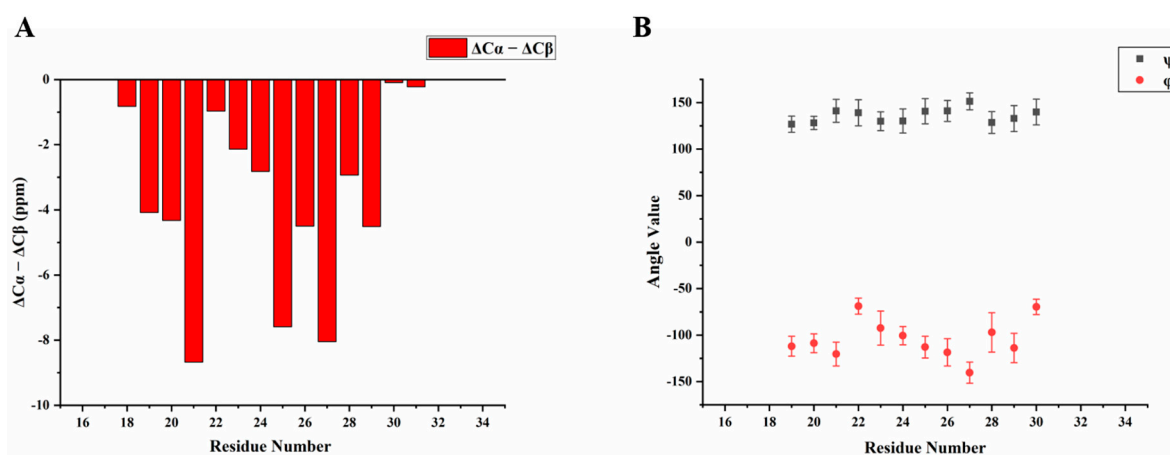 A
ΔCα − ΔCβ
0
-2
-4
-6
-8
-10
ΔCα − ΔCβ (ppm)
16 18 20 22 24 26 28 30 32 34
Residue Number
B
ψ
φ
150
100
50
0
-50
-100
-150
Angle Value
16 18 20 22 24 26 28 30 32 34
Residue Number